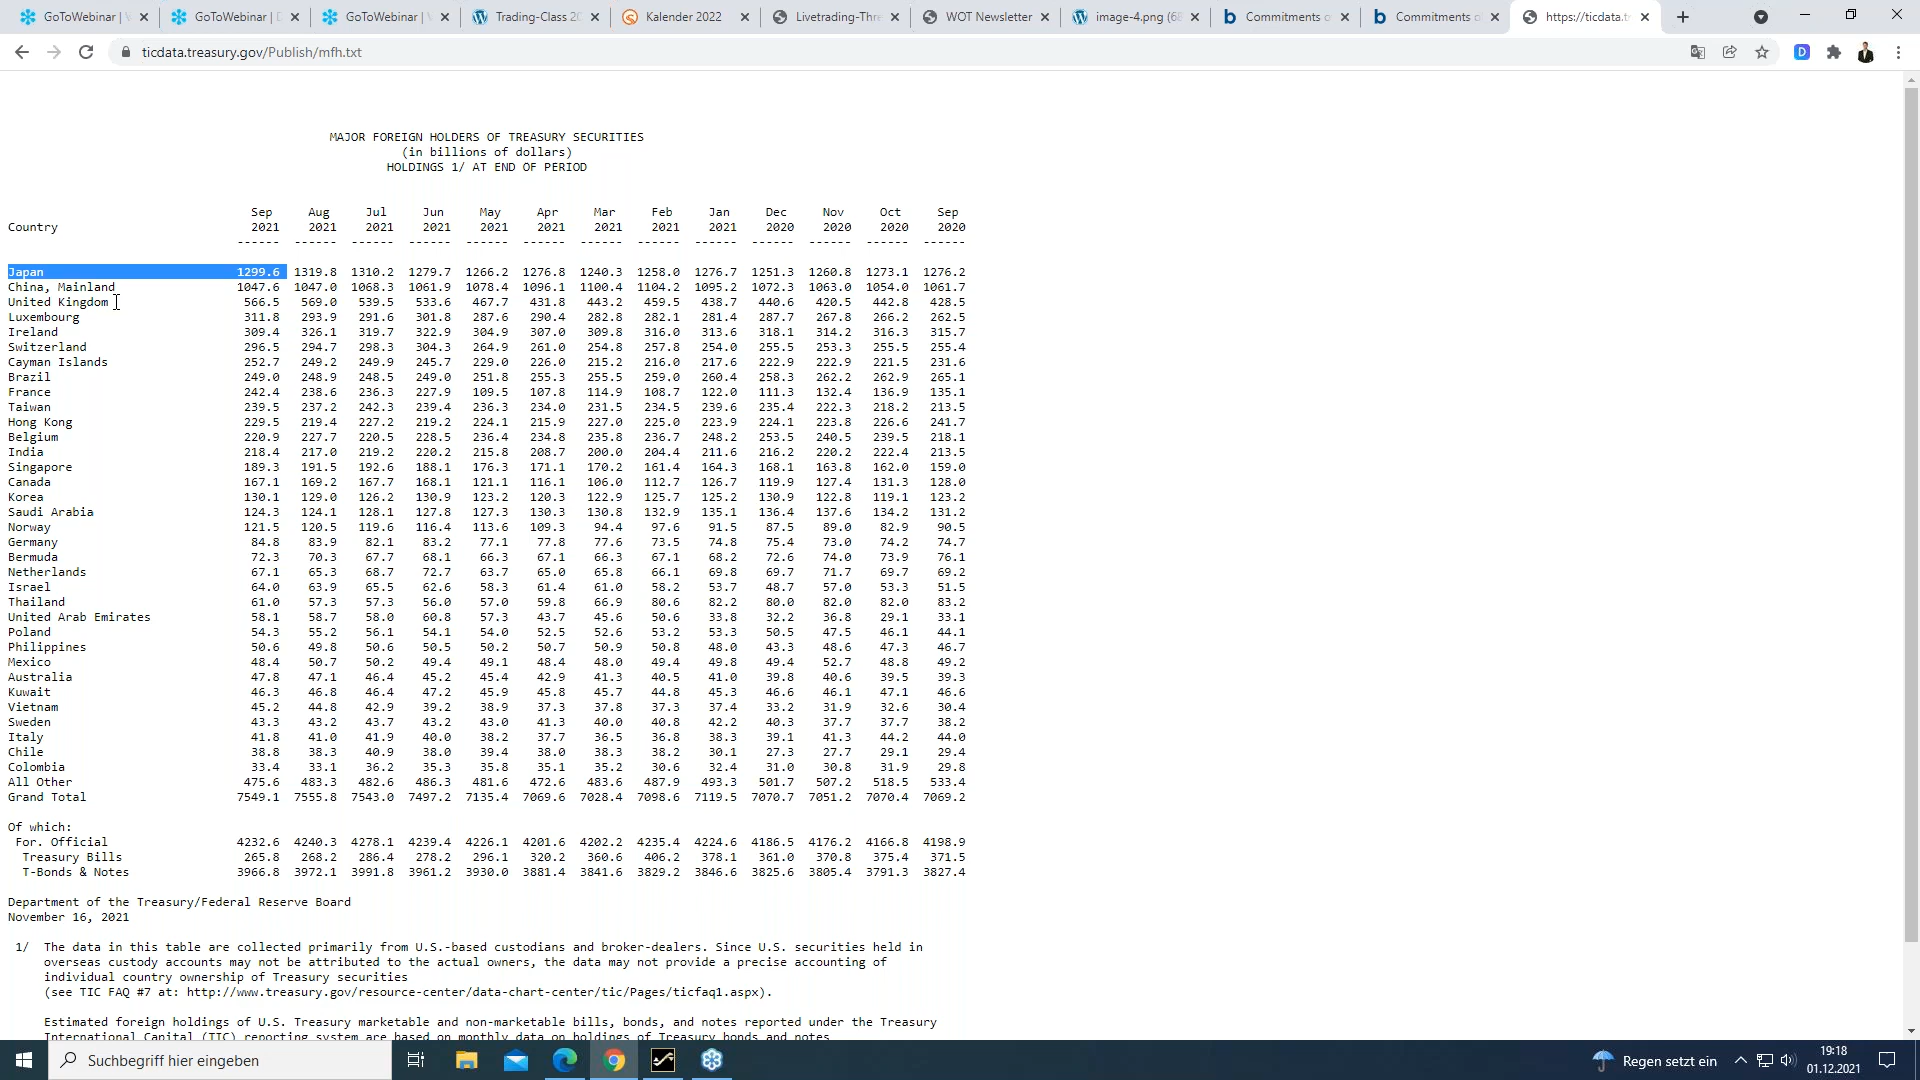 GoToWebinar | V
GoToWebinar | D
GoToWebinar | V
Trading-Class 20
Kalender 2022
Livetrading-Thre
WOT Newsletter
image-4.png (68
Commitments o
Commitments o
https://ticdata.t
ticdata.treasury.gov/Publish/mfh.txt
MAJOR FOREIGN HOLDERS OF TREASURY SECURITIES
(in billions of dollars)
HOLDINGS 1/ AT END OF PERIOD
Sep Aug Jul Jun May Apr Mar Feb Jan Dec Nov Oct Sep
Country 2021 2021 2021 2021 2021 2021 2021 2021 2021 2020 2020 2020 2020
------ ------ ------ ------ ------ ------ ------ ------ ------ ------ ------ ------ ------
Japan 1299.6 1319.8 1310.2 1279.7 1266.2 1276.8 1240.3 1258.0 1276.7 1251.3 1260.8 1273.1 1276.2
China, Mainland 1047.6 1047.0 1068.3 1061.9 1078.4 1096.1 1100.4 1104.2 1095.2 1072.3 1063.0 1054.0 1061.7
United Kingdom 566.5 569.0 539.5 533.6 467.7 431.8 443.2 459.5 438.7 440.6 420.5 442.8 428.5
Luxembourg 311.8 293.9 291.6 301.8 287.6 290.4 282.8 282.1 281.4 287.7 267.8 266.2 262.5
Ireland 309.4 326.1 319.7 322.9 304.9 307.0 309.8 316.0 313.6 318.1 314.2 316.3 315.7
Switzerland 296.5 294.7 298.3 304.3 264.9 261.0 254.8 257.8 254.0 255.5 253.3 255.5 255.4
Cayman Islands 252.7 249.2 249.9 245.7 229.0 226.0 215.2 216.0 217.6 222.9 222.9 221.5 231.6
Brazil 249.0 248.9 248.5 249.0 251.8 255.3 255.5 259.0 260.4 258.3 262.2 262.9 265.1
France 242.4 238.6 236.3 227.9 109.5 107.8 114.9 108.7 122.0 111.3 132.4 136.9 135.1
Taiwan 239.5 237.2 242.3 239.4 236.3 234.0 231.5 234.5 239.6 235.4 222.3 218.2 213.5
Hong Kong 229.5 219.4 227.2 219.2 224.1 215.9 227.0 225.0 223.9 224.1 223.8 226.6 241.7
Belgium 220.9 227.7 220.5 228.5 236.4 234.8 235.8 236.7 248.2 253.5 240.5 239.5 218.1
India 218.4 217.0 219.2 220.2 215.8 208.7 200.0 204.4 211.6 216.2 220.2 222.4 213.5
Singapore 189.3 191.5 192.6 188.1 176.3 171.1 170.2 161.4 164.3 168.1 163.8 162.0 159.0
Canada 167.1 169.2 167.7 168.1 121.1 116.1 106.0 112.7 126.7 119.9 127.4 131.3 128.0
Korea 130.1 129.0 126.2 130.9 123.2 120.3 122.9 125.7 125.2 130.9 122.8 119.1 123.2
Saudi Arabia 124.3 124.1 128.1 127.8 127.3 130.3 130.8 132.9 135.1 136.4 137.6 134.2 131.2
Norway 121.5 120.5 119.6 116.4 113.6 109.3 94.4 97.6 91.5 87.5 89.0 82.9 90.5
Germany 84.8 83.9 82.1 83.2 77.1 77.8 77.6 73.5 74.8 75.4 73.0 74.2 74.7
Bermuda 72.3 70.3 67.7 68.1 66.3 67.1 66.3 67.1 68.2 72.6 74.0 73.9 76.1
Netherlands 67.1 65.3 68.7 72.7 63.7 65.0 65.8 66.1 69.8 69.7 71.7 69.7 69.2
Israel 64.0 63.9 65.5 62.6 58.3 61.4 61.0 58.2 53.7 48.7 57.0 53.3 51.5
Thailand 61.0 57.3 57.3 56.0 57.0 59.8 66.9 80.6 82.2 80.0 82.0 82.0 83.2
United Arab Emirates 58.1 58.7 58.0 60.8 57.3 43.7 45.6 50.6 33.8 32.2 36.8 29.1 33.1
Poland 54.3 55.2 56.1 54.1 54.0 52.5 52.6 53.2 53.3 50.5 47.5 46.1 44.1
Philippines 50.6 49.8 50.6 50.5 50.2 50.7 50.9 50.8 48.0 43.3 48.6 47.3 46.7
Mexico 48.4 50.7 50.2 49.4 49.1 48.4 48.0 49.4 49.8 49.4 52.7 48.8 49.2
Australia 47.8 47.1 46.4 45.2 45.4 42.9 41.3 40.5 41.0 39.8 40.6 39.5 39.3
Kuwait 46.3 46.8 46.4 47.2 45.9 45.8 45.7 44.8 45.3 46.6 46.1 47.1 46.6
Vietnam 45.2 44.8 42.9 39.2 38.9 37.3 37.8 37.3 37.4 33.2 31.9 32.6 30.4
Sweden 43.3 43.2 43.7 43.2 43.0 41.3 40.0 40.8 42.2 40.3 37.7 37.7 38.2
Italy 41.8 41.0 41.9 40.0 38.2 37.7 36.5 36.8 38.3 39.1 41.3 44.2 44.0
Chile 38.8 38.3 40.9 38.0 39.4 38.0 38.3 38.2 30.1 27.3 27.7 29.1 29.4
Colombia 33.4 33.1 36.2 35.3 35.8 35.1 35.2 30.6 32.4 31.0 30.8 31.9 29.8
All Other 475.6 483.3 482.6 486.3 481.6 472.6 483.6 487.9 493.3 501.7 507.2 518.5 533.4
Grand Total 7549.1 7555.8 7543.0 7497.2 7135.4 7069.6 7028.4 7098.6 7119.5 7070.7 7051.2 7070.4 7069.2
Of which:
For. Official 4232.6 4240.3 4278.1 4239.4 4226.1 4201.6 4202.2 4235.4 4224.6 4186.5 4176.2 4166.8 4198.9
Treasury Bills 265.8 268.2 286.4 278.2 296.1 320.2 360.6 406.2 378.1 361.0 370.8 375.4 371.5
T-Bonds & Notes 3966.8 3972.1 3991.8 3961.2 3930.0 3881.4 3841.6 3829.2 3846.6 3825.6 3805.4 3791.3 3827.4
Department of the Treasury/Federal Reserve Board
November 16, 2021
1/ The data in this table are collected primarily from U.S.-based custodians and broker-dealers. Since U.S. securities held in
overseas custody accounts may not be attributed to the actual owners, the data may not provide a precise accounting of
individual country ownership of Treasury securities
(see TIC FAQ #7 at: http://www.treasury.gov/resource-center/data-chart-center/tic/Pages/ticfaq1.aspx).
Estimated foreign holdings of U.S. Treasury marketable and non-marketable bills, bonds, and notes reported under the Treasury
International Capital (TIC) reporting system are based on monthly data on holdings of Treasury bonds and notes
Suchbegriff hier eingeben
Regen setzt ein
19:18
01.12.2021